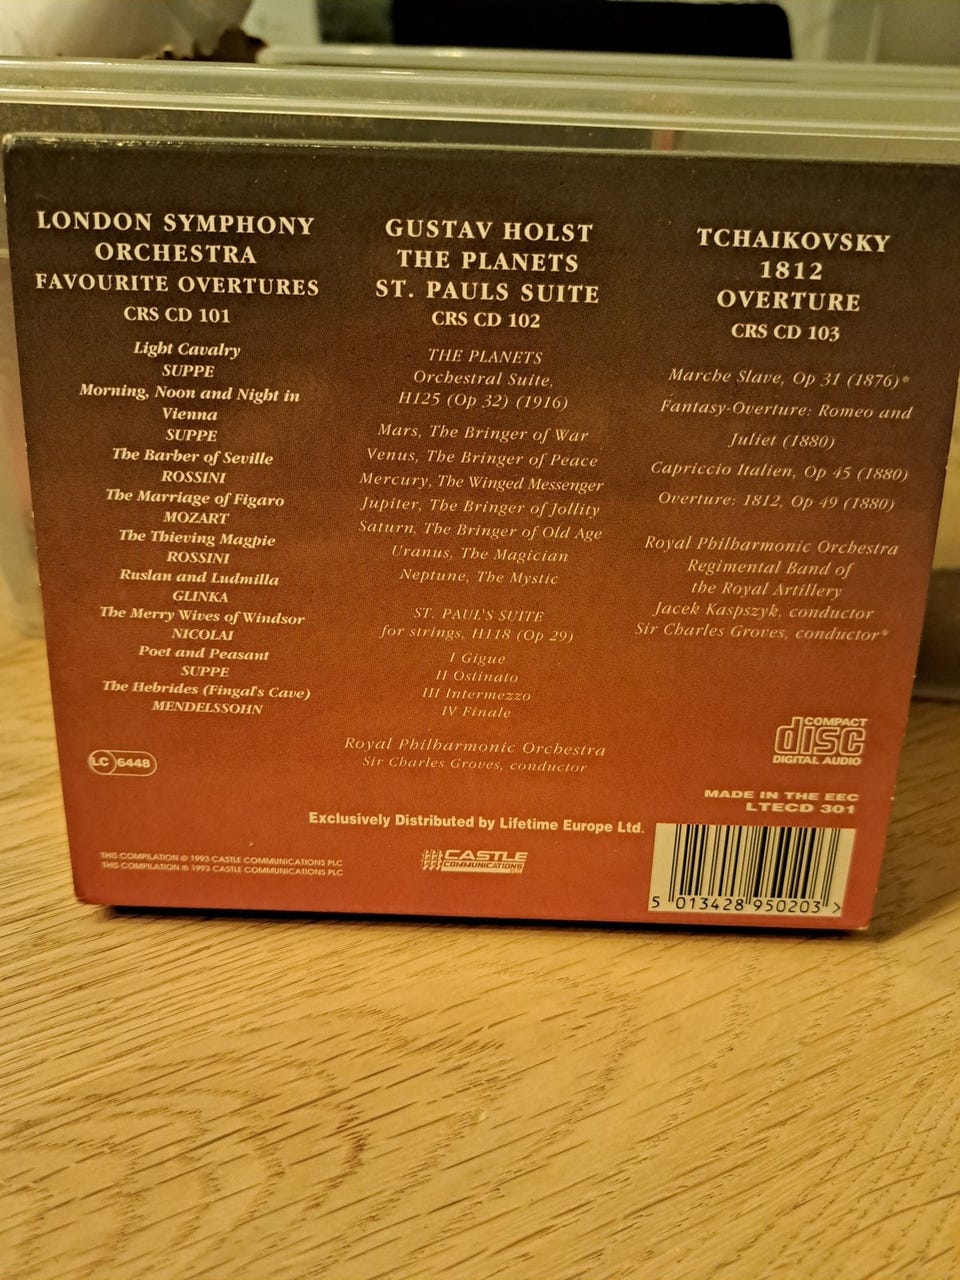 LONDON SYMPHONY
ORCHESTRA
FAVOURITE OVERTURES
CRS CD 101
Light Cavalry
SUPPE
Morning, Noon and Night in
Vienna
SUPPE
The Barber of Seville
ROSSINI
The Marriage of Figaro
MOZART
The Thieving Magpie
ROSSINI
Ruslan and Ludmilla
GLINKA
The Merry Wives of Windsor
NICOLAI
Poet and Peasant
SUPPE
The Hebrides (Fingal's Cave)
MENDELSSOHN
LC 6448
THIS COMPILATION © 1993 CASTLE COMMUNICATIONS PLC
THIS COMPILATION ℗ 1993 CASTLE COMMUNICATIONS PLC
GUSTAV HOLST
THE PLANETS
ST. PAULS SUITE
CRS CD 102
THE PLANETS
Orchestral Suite,
H125 (Op 32) (1916)
Mars, The Bringer of War
Venus, The Bringer of Peace
Mercury, The Winged Messenger
Jupiter, The Bringer of Jollity
Saturn, The Bringer of Old Age
Uranus, The Magician
Neptune, The Mystic
ST. PAUL'S SUITE
for strings, H118 (Op 29)
I Gigue
II Ostinato
III Intermezzo
IV Finale
Royal Philharmonic Orchestra
Sir Charles Groves, conductor
Exclusively Distributed by Lifetime Europe Ltd.
CASTLE
COMMUNICATIONS
TCHAIKOVSKY
1812
OVERTURE
CRS CD 103
Marche Slave, Op 31 (1876)*
Fantasy-Overture: Romeo and
Juliet (1880)
Capriccio Italien, Op 45 (1880)
Overture: 1812, Op 49 (1880)
Royal Philharmonic Orchestra
Regimental Band of
the Royal Artillery
Jacek Kaspszyk, conductor
Sir Charles Groves, conductor*
COMPACT
disc
DIGITAL AUDIO
MADE IN THE EEC
LTECD 301
5 013428 950203 >